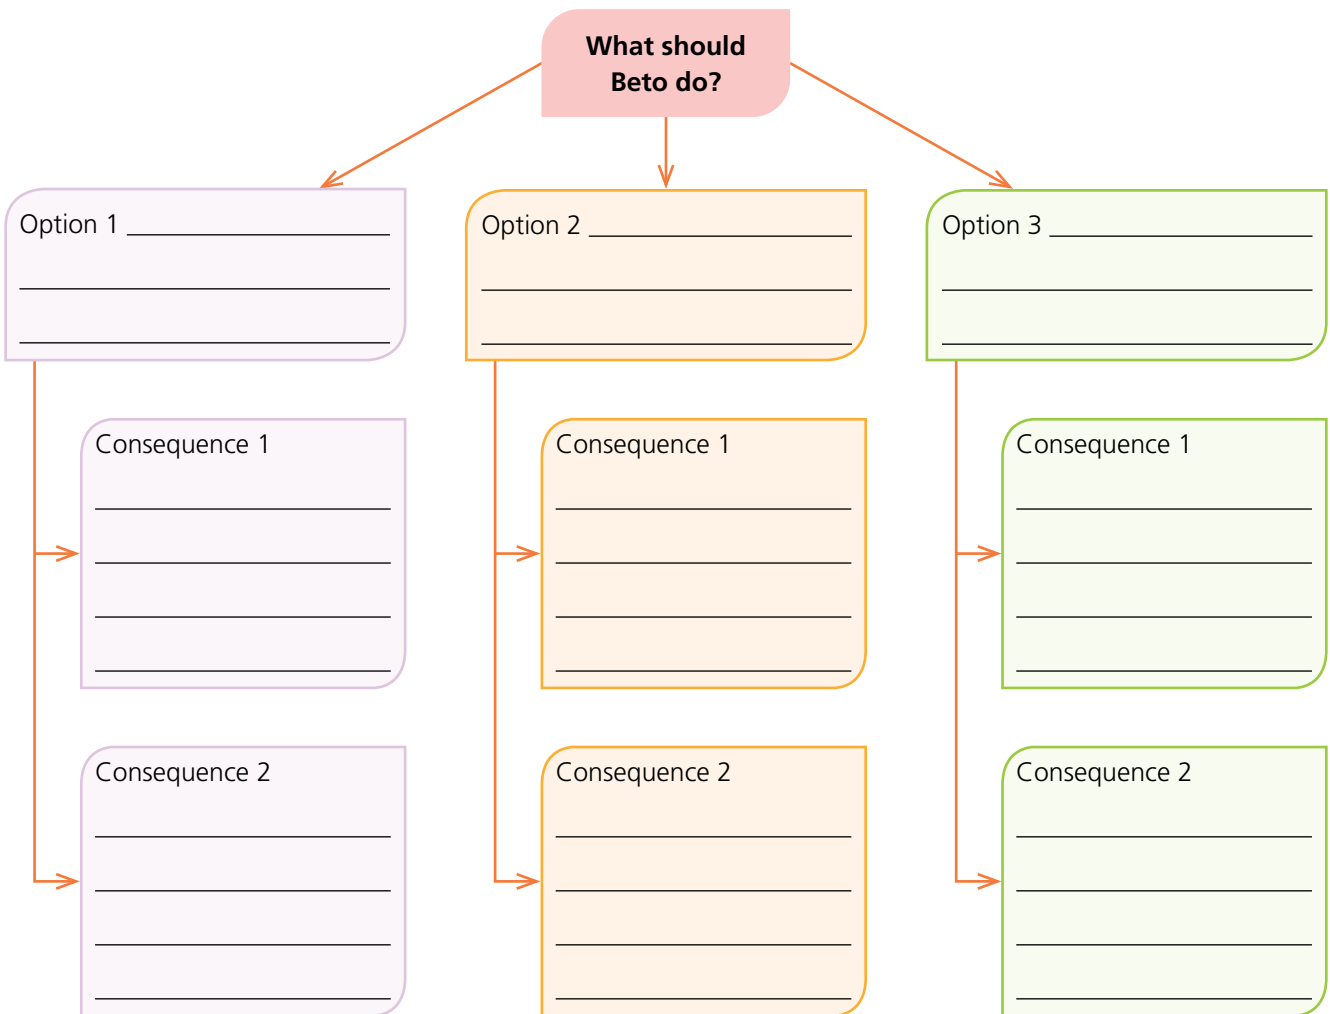 What should
Beto do?
Option 1
Option 2
Option 3
Consequence 1
Consequence 1
Consequence 1
Consequence 2
Consequence 2
Consequence 2